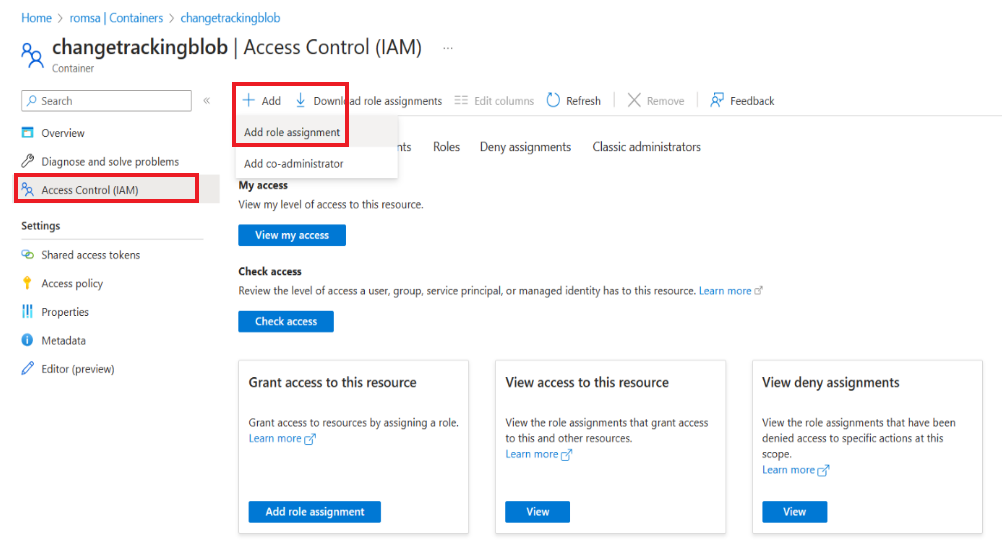 Home > romsa | Containers > changetrackingblob
changetrackingblob | Access Control (IAM) ...
Container
Search «
+ Add Download role assignments Edit columns Refresh Remove Feedback
Overview
Diagnose and solve problems
Access Control (IAM)
Settings
Shared access tokens
Access policy
Properties
Metadata
Editor (preview)
Add role assignment
Add co-administrator
Roles Deny assignments Classic administrators
My access
View my level of access to this resource.
View my access
Check access
Review the level of access a user, group, service principal, or managed identity has to this resource. Learn more
Check access
Grant access to this resource
Grant access to resources by assigning a role.
Learn more
Add role assignment
View access to this resource
View the role assignments that grant access
to this and other resources.
Learn more
View
View deny assignments
View the role assignments that have been
denied access to specific actions at this
scope.
Learn more
View